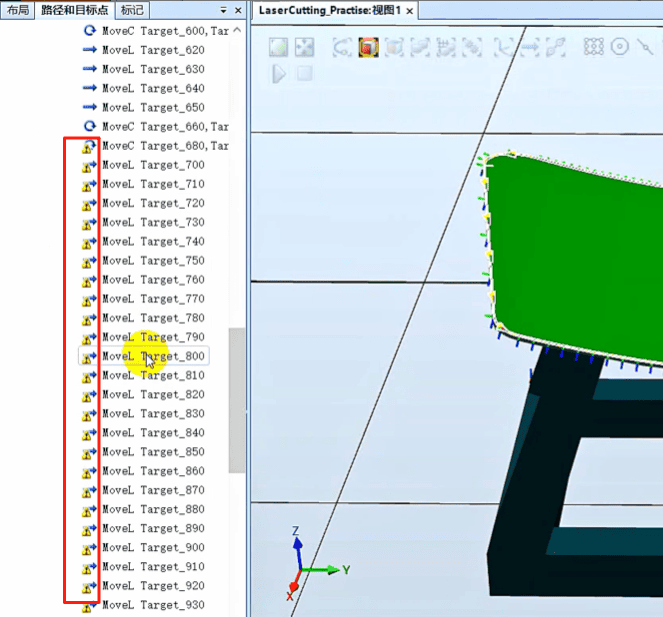 布局 路径和目标点 标记
LaserCutting_Practise:视图1
MoveC Target_600,Tar
MoveL Target_620
MoveL Target_630
MoveL Target_640
MoveL Target_650
MoveC Target_660,Tar
MoveC Target_680,Tar
MoveL Target_700
MoveL Target_710
MoveL Target_720
MoveL Target_730
MoveL Target_740
MoveL Target_750
MoveL Target_760
MoveL Target_770
MoveL Target_780
MoveL Target_790
MoveL Target_800
MoveL Target_810
MoveL Target_820
MoveL Target_830
MoveL Target_840
MoveL Target_850
MoveL Target_860
MoveL Target_870
MoveL Target_880
MoveL Target_890
MoveL Target_900
MoveL Target_910
MoveL Target_920
MoveL Target_930
Z
Y
X